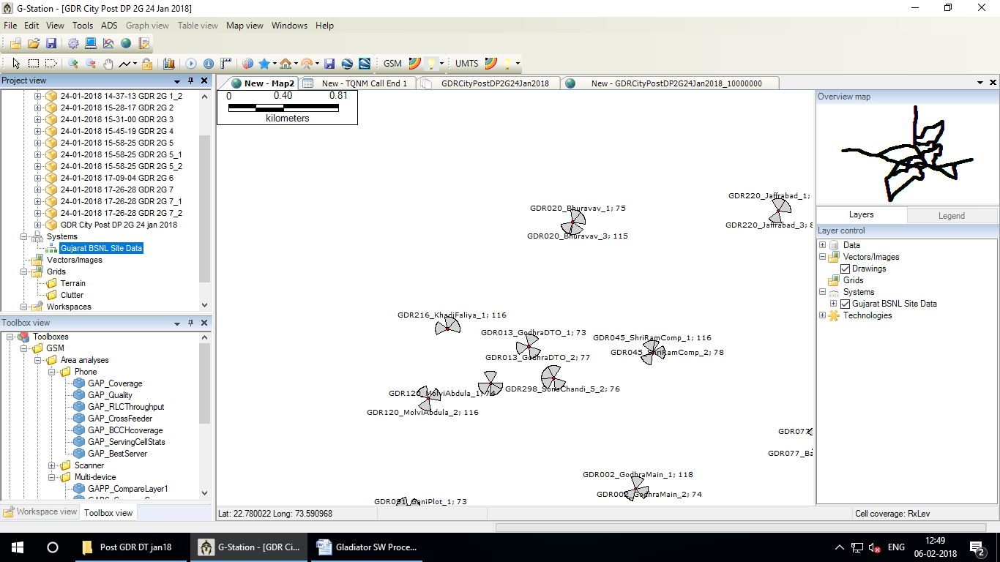 G-Station - [GDR City Post DP 2G 24 Jan 2018]
File Edit View Tools ADS Graph view Table view Map view Windows Help
GSM UMTS
Project view
24-01-2018 14-37-13 GDR 2G 1_2
24-01-2018 15-28-17 GDR 2G 2
24-01-2018 15-31-00 GDR 2G 3
24-01-2018 15-45-19 GDR 2G 4
24-01-2018 15-58-25 GDR 2G 5
24-01-2018 15-58-25 GDR 2G 5_1
24-01-2018 15-58-25 GDR 2G 5_2
24-01-2018 17-09-04 GDR 2G 6
24-01-2018 17-26-28 GDR 2G 7
24-01-2018 17-26-28 GDR 2G 7_1
24-01-2018 17-26-28 GDR 2G 7_2
GDR City Post DP 2G 24 jan 2018
Systems
Gujarat BSNL Site Data
Vectors/Images
Grids
Terrain
Clutter
Workspaces
Toolbox view
Toolboxes
GSM
Area analyses
Phone
GAP_Coverage
GAP_Quality
GAP_RLCThroughput
GAP_CrossFeeder
GAP_BCCHcoverage
GAP_ServingCellStats
GAP_BestServer
Scanner
Multi-device
GAPP_CompareLayer1
Workspace view Toolbox view
New - Map2 New - TQNM Call End 1 GDRCityPostDP2G24Jan2018 New - GDRCityPostDP2G24Jan2018_10000000
0 0.40 0.81
kilometers
GDR220_Jaffrabad_1;
GDR020_Bhuravav_1; 75
GDR220_Jaffrabad_3; 8
GDR020_Bhuravav_3; 115
GDR216_KhadiFaliya_1; 116
GDR013_GodhraDTO_1; 73
GDR045_ShriRamComp_1; 116
GDR045_ShriRamComp_2; 78
GDR013_GodhraDTO_2; 77
GDR298_SonaChandi_5_2; 76
GDR120_MolviAbdula_1; 74
GDR120_MolviAbdula_2; 116
GDR077
GDR077_Ba
GDR002_GodhraMain_1; 118
GDR002_GodhraMain_2; 74
GDR091_GaniPlot_1; 73
Lat: 22.780022 Long: 73.590968
Overview map
Layers Legend
Layer control
Data
Vectors/Images
Drawings
Grids
Systems
Gujarat BSNL Site Data
Technologies
Cell coverage: RxLev
Post GDR DT jan18 G-Station - [GDR Ci... Gladiator SW Proce...
ENG
12:49
06-02-2018
2